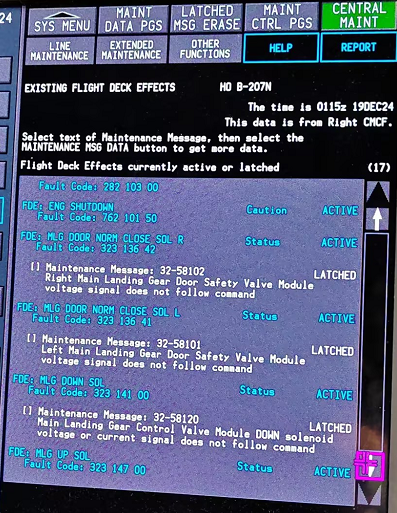 24
SYS MENU
MAINT
DATA PGS
LATCHED
MSG ERASE
MAINT
CTRL PGS
CENTRAL
MAINT
LINE
MAINTENANCE
EXTENDED
MAINTENANCE
OTHER
FUNCTIONS
HELP
REPORT
EXISTING FLIGHT DECK EFFECTS HO B-207N
The time is 0115z 19DEC24
This data is from Right CMCF.
Select text of Maintenance Message, then select the
MAINTENANCE MSG DATA button to get more data.
Flight Deck Effects currently active or latched (17)
Fault Code: 282 103 00
FDE: ENG SHUTDOWN Caution ACTIVE
Fault Code: 762 101 50
FDE: MLG DOOR NORM CLOSE SOL R Status ACTIVE
Fault Code: 323 136 42
[] Maintenance Message: 32-58102 LATCHED
Right Main Landing Gear Door Safety Valve Module
voltage signal does not follow command
FDE: MLG DOOR NORM CLOSE SOL L Status ACTIVE
Fault Code: 323 136 41
[] Maintenance Message: 32-58101 LATCHED
Left Main Landing Gear Door Safety Valve Module
voltage signal does not follow command
FDE: MLG DOWN SOL Status ACTIVE
Fault Code: 323 141 00
[] Maintenance Message: 32-58120 LATCHED
Main Landing Gear Control Valve Module DOWN solenoid
voltage or current signal does not follow command
FDE: MLG UP SOL Status ACTIVE
Fault Code: 323 147 00